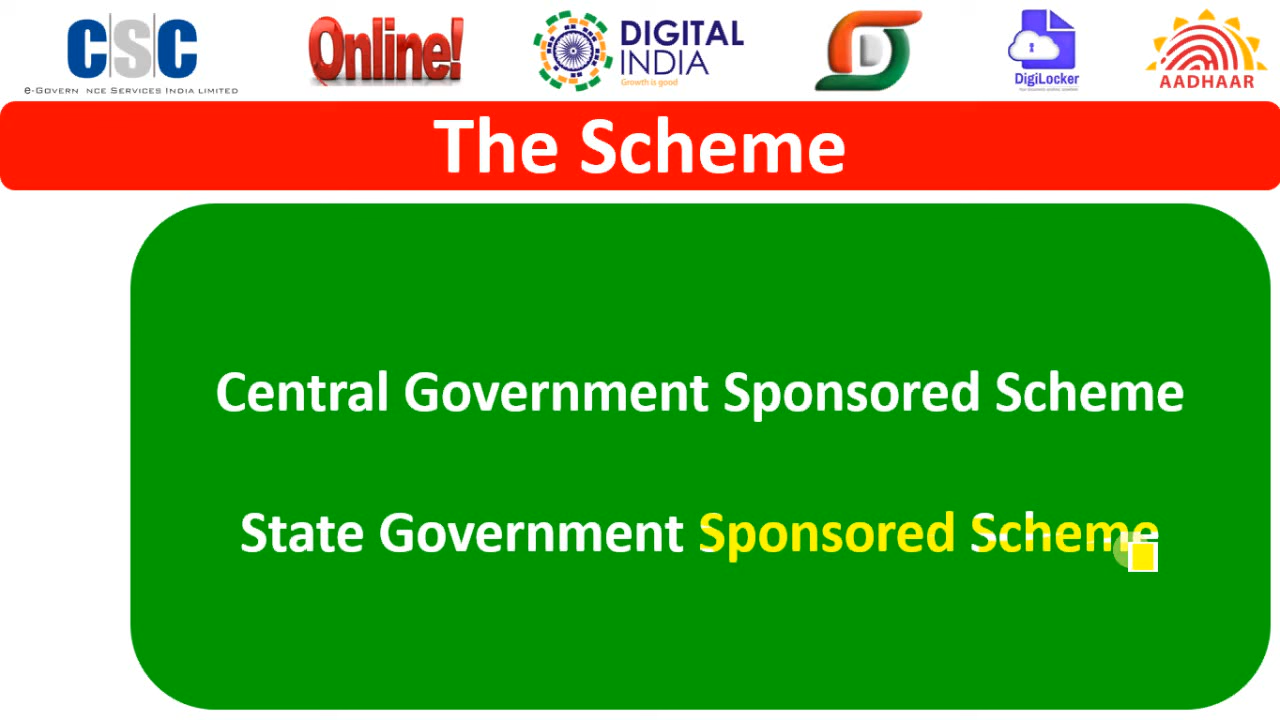 CSC
e-Govern nce Services India Limited
Online!
DIGITAL
INDIA
Growth is good
D
DigiLocker
AADHAAR
The Scheme
Central Government Sponsored Scheme
State Government Sponsored Scheme